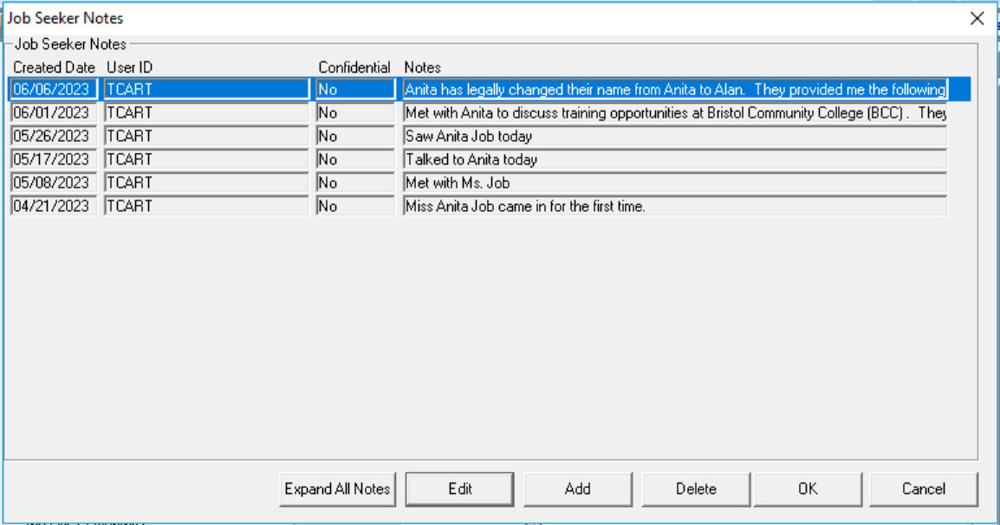 Job Seeker Notes
Job Seeker Notes
Created Date User ID Confidential Notes
06/06/2023 TCART No Anita has legally changed their name from Anita to Alan. They provided me the following
06/01/2023 TCART No Met with Anita to discuss training opportunities at Bristol Community College (BCC) . They
05/26/2023 TCART No Saw Anita Job today
05/17/2023 TCART No Talked to Anita today
05/08/2023 TCART No Met with Ms. Job
04/21/2023 TCART No Miss Anita Job came in for the first time.
Expand All Notes Edit Add Delete OK Cancel